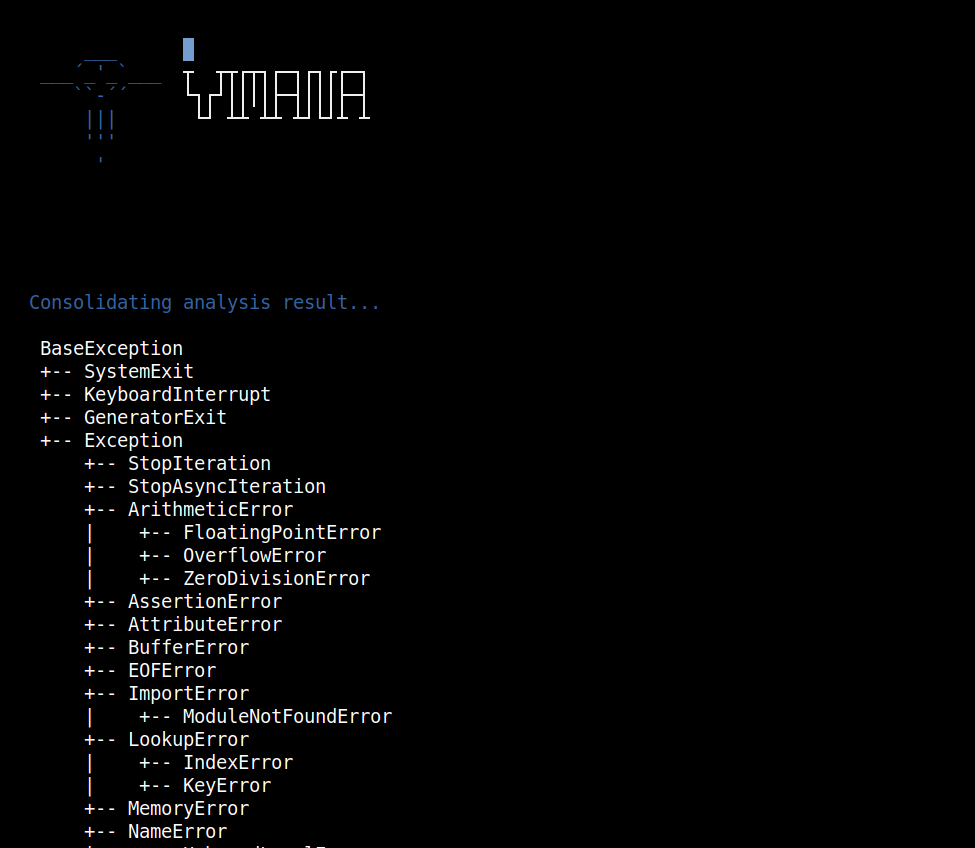 VIMANA
Consolidating analysis result...
BaseException
+-- SystemExit
+-- KeyboardInterrupt
+-- GeneratorExit
+-- Exception
    +-- StopIteration
    +-- StopAsyncIteration
    +-- ArithmeticError
    |    +-- FloatingPointError
    |    +-- OverflowError
    |    +-- ZeroDivisionError
    +-- AssertionError
    +-- AttributeError
    +-- BufferError
    +-- EOFError
    +-- ImportError
    |    +-- ModuleNotFoundError
    +-- LookupError
    |    +-- IndexError
    |    +-- KeyError
    +-- MemoryError
    +-- NameError